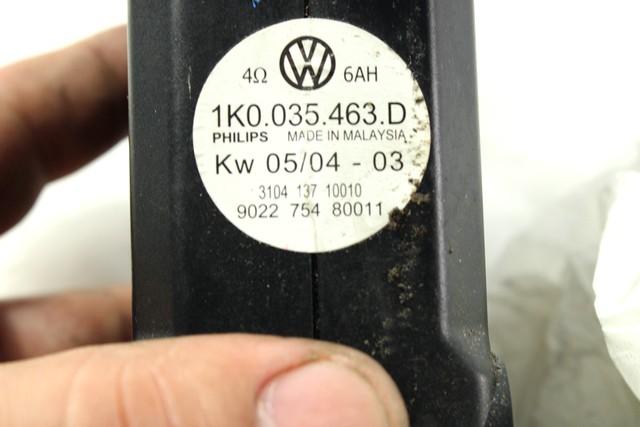 4Ω VW 6AH
1K0.035.463.D
PHILIPS MADE IN MALAYSIA
Kw 05/04 - 03
3104 137 10010
9022 754 80011